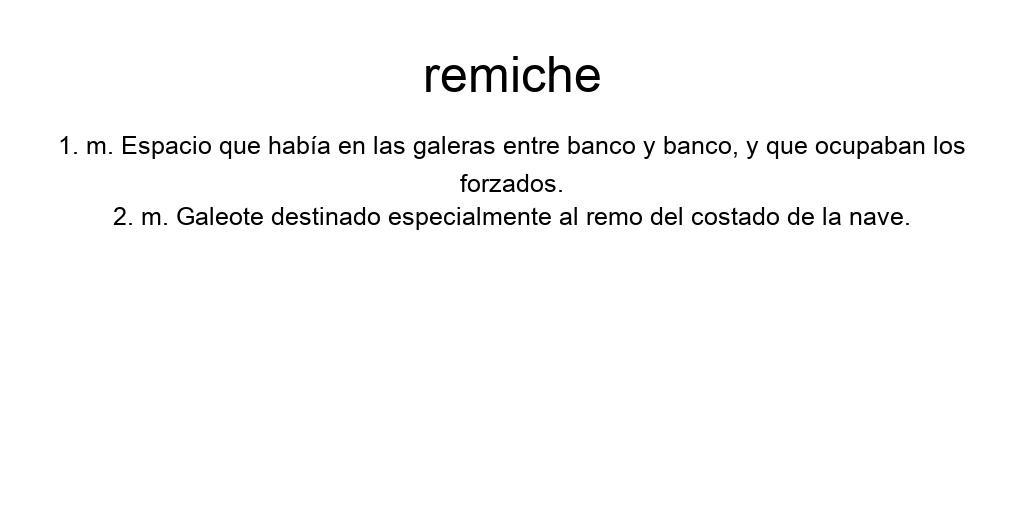 remiche
1. m. Espacio que había en las galeras entre banco y banco, y que ocupaban los
forzados.
2. m. Galeote destinado especialmente al remo del costado de la nave.